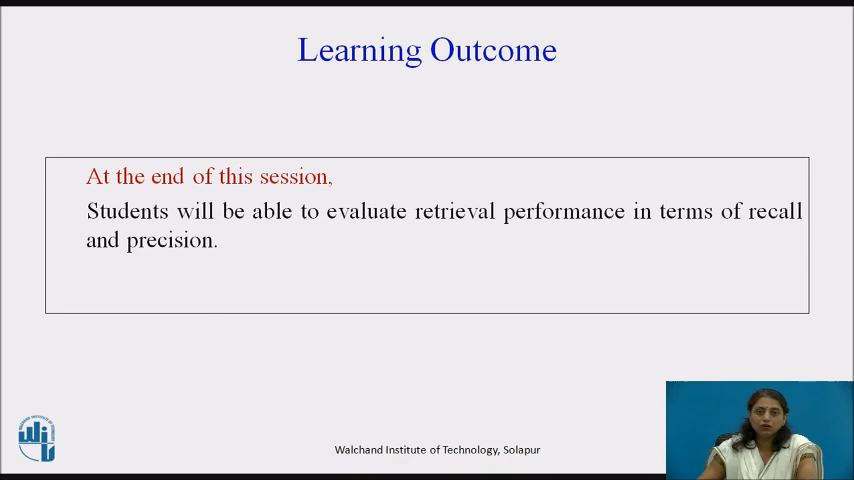 Learning Outcome
At the end of this session,
Students will be able to evaluate retrieval performance in terms of recall
and precision.
Walchand Institute of Technology, Solapur